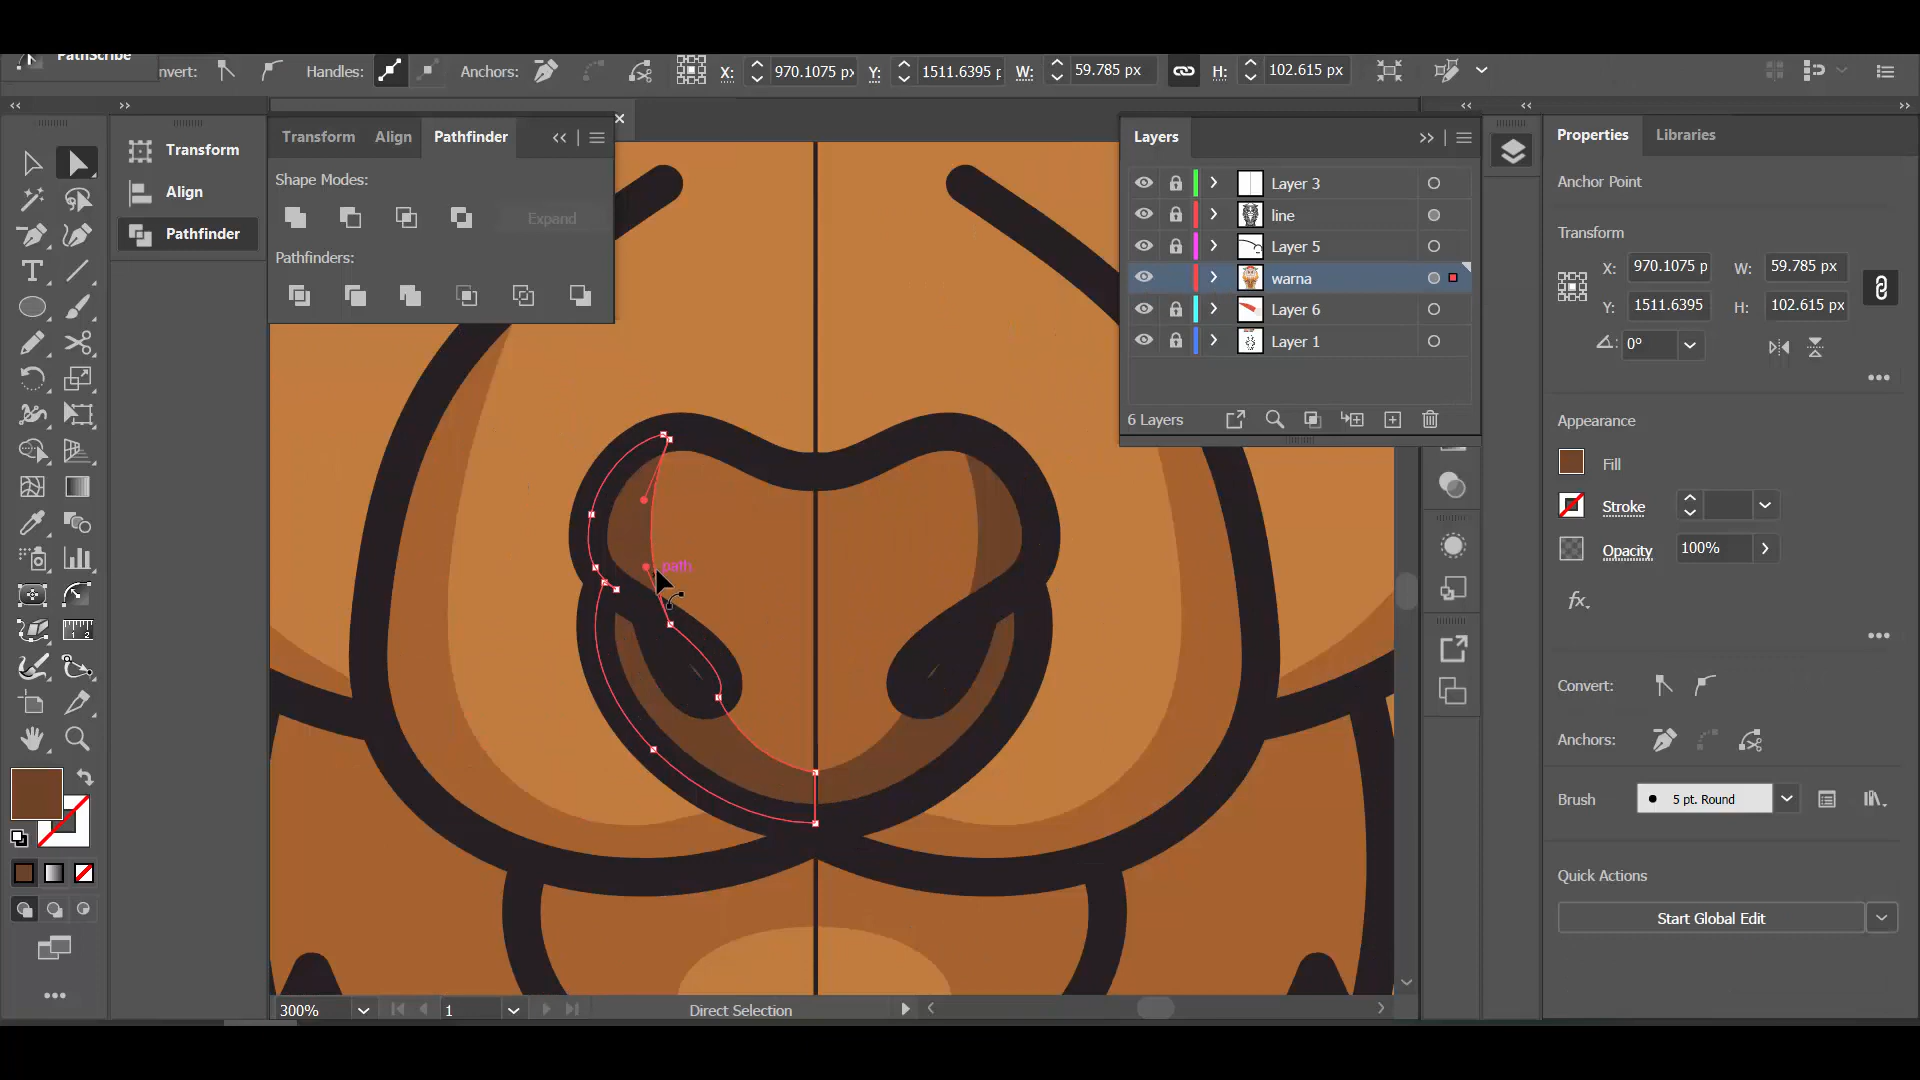 PathScribe
nvert:
Handles:
Anchors:
X: 970.1075 px
Y: 1511.6395 p
W: 59.785 px
H: 102.615 px
Transform
Align
Pathfinder
Transform
Align
Pathfinder
Shape Modes:
Expand
Pathfinders:
Layers
Layer 3
line
Layer 5
warna
Layer 6
Layer 1
6 Layers
Properties
Libraries
Anchor Point
Transform
X: 970.1075 p
W: 59.785 px
Y: 1511.6395
H: 102.615 px
0°
Appearance
Fill
Stroke
Opacity
100%
fx.
Convert:
Anchors:
Brush
5 pt. Round
Quick Actions
Start Global Edit
path
300%
1
Direct Selection